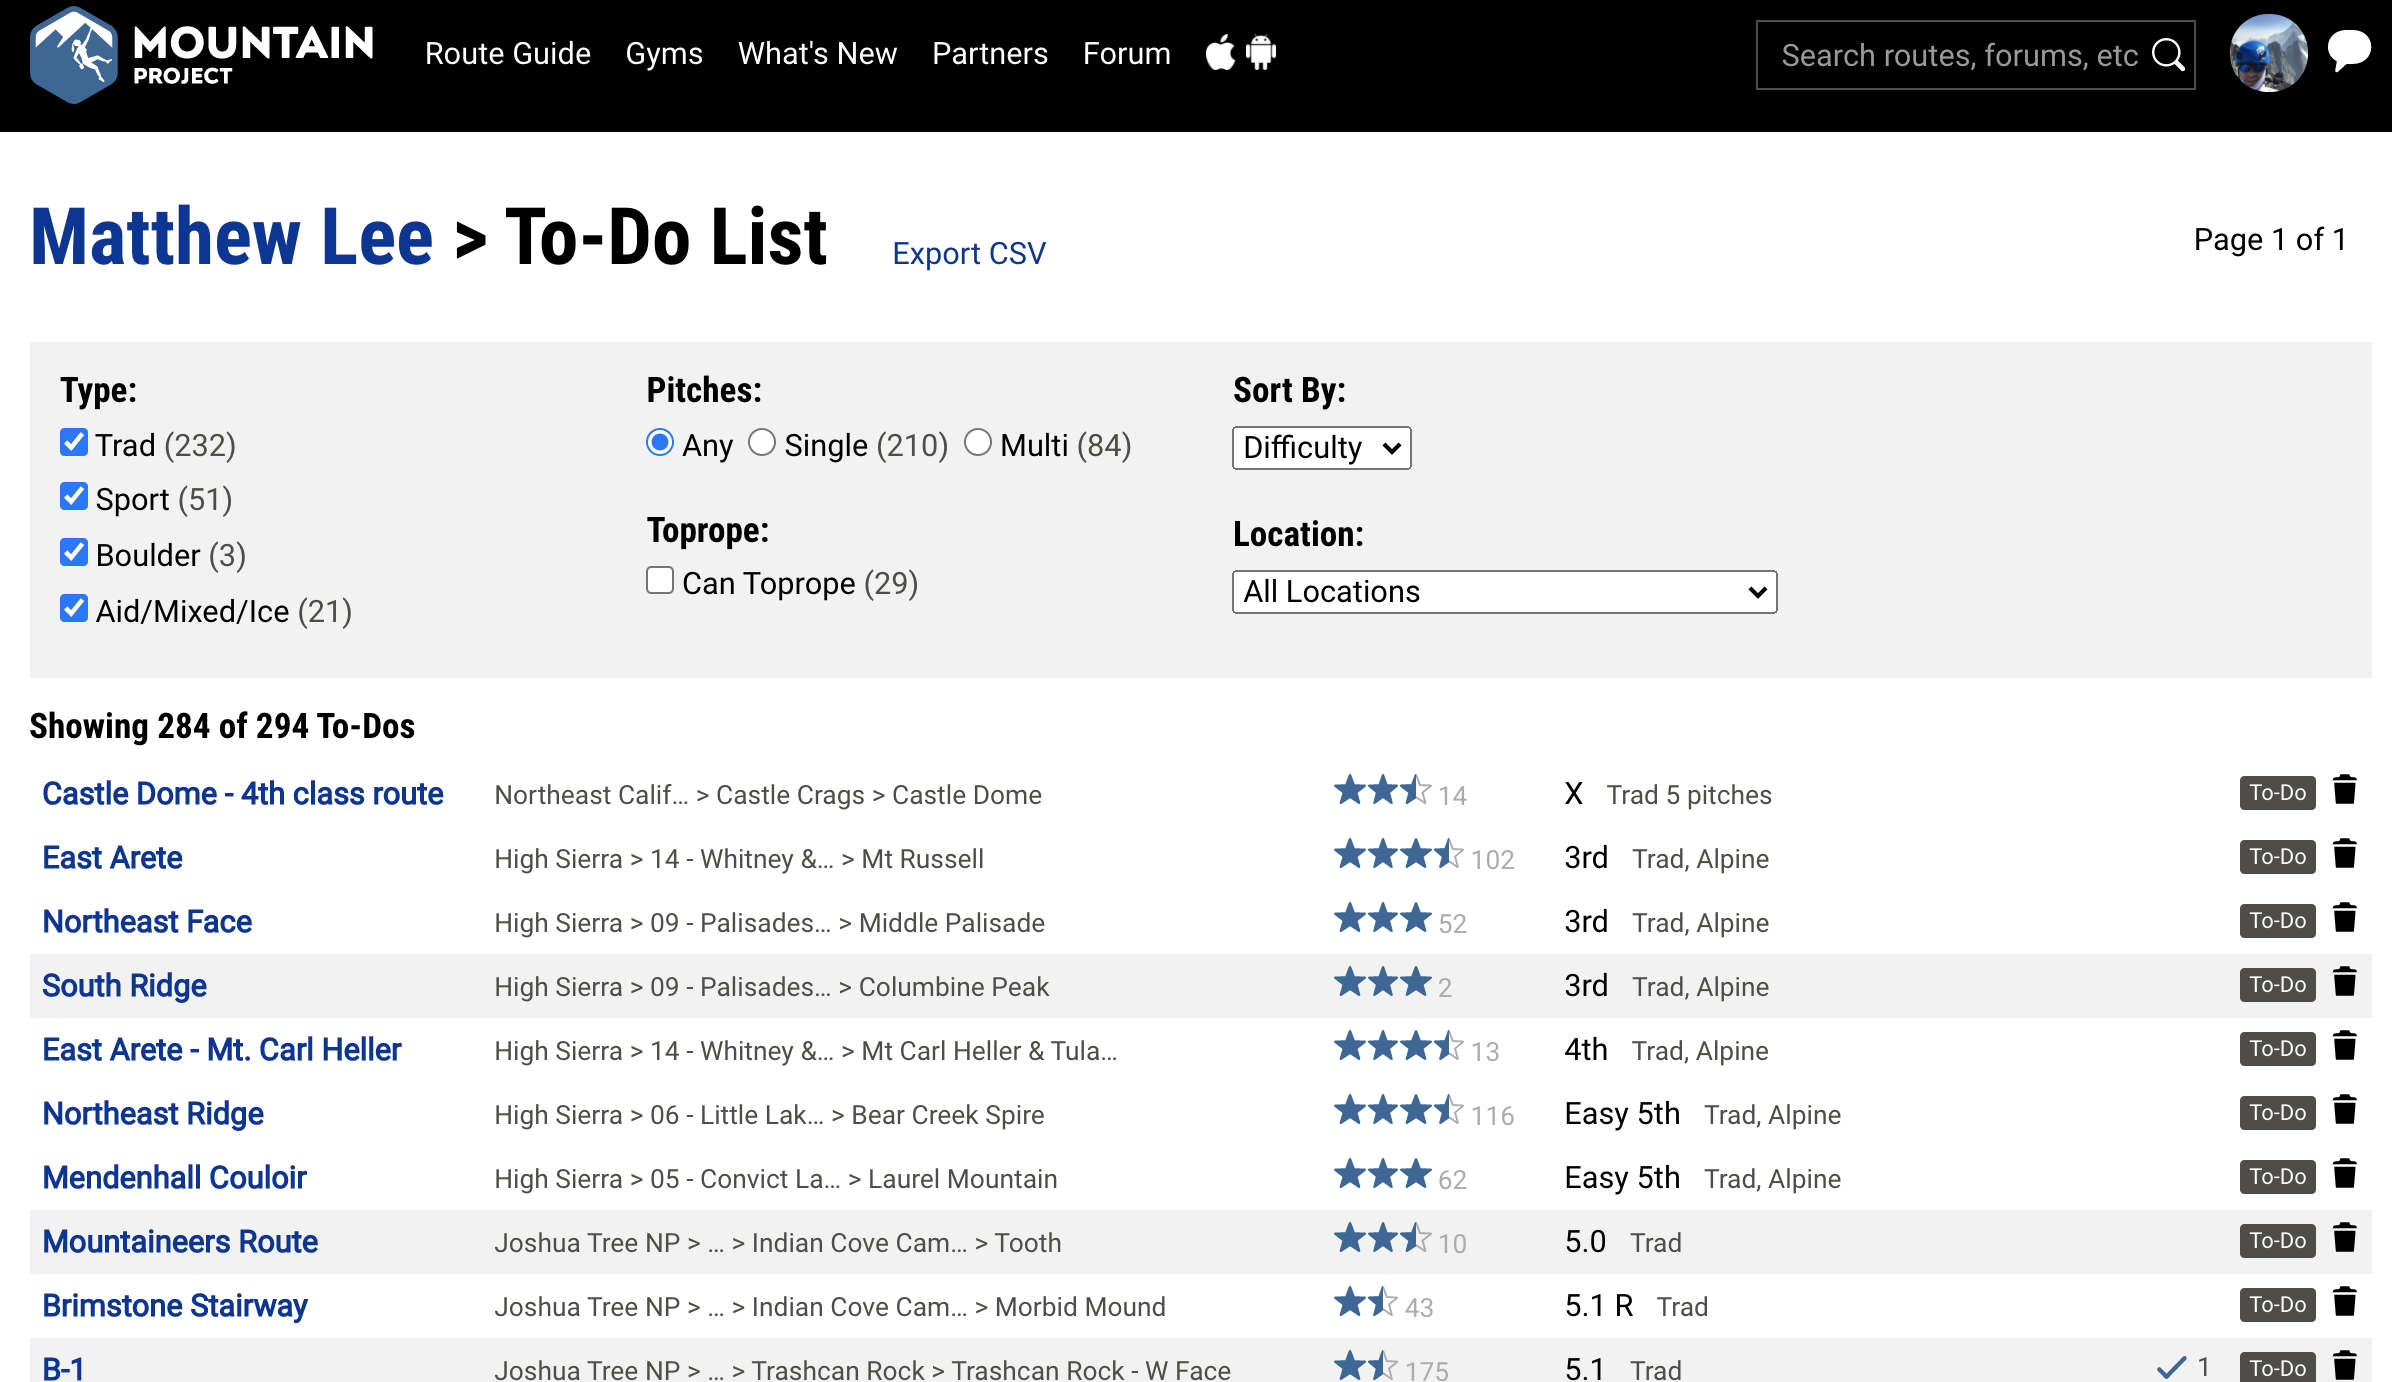 MOUNTAIN PROJECT
Route Guide Gyms What's New Partners Forum
Search routes, forums, etc
Matthew Lee > To-Do List Export CSV Page 1 of 1
Type: Pitches: Sort By:
Trad (232) Any Single (210) Multi (84) Difficulty
Sport (51)
Toprope: Location:
Boulder (3)
Can Toprope (29) All Locations
Aid/Mixed/Ice (21)
Showing 284 of 294 To-Dos
Castle Dome - 4th class route Northeast Calif... > Castle Crags > Castle Dome 14 X Trad 5 pitches To-Do
East Arete High Sierra > 14 - Whitney &... > Mt Russell 102 3rd Trad, Alpine To-Do
Northeast Face High Sierra > 09 - Palisades... > Middle Palisade 52 3rd Trad, Alpine To-Do
South Ridge High Sierra > 09 - Palisades... > Columbine Peak 2 3rd Trad, Alpine To-Do
East Arete - Mt. Carl Heller High Sierra > 14 - Whitney &... > Mt Carl Heller & Tula... 13 4th Trad, Alpine To-Do
Northeast Ridge High Sierra > 06 - Little Lak... > Bear Creek Spire 116 Easy 5th Trad, Alpine To-Do
Mendenhall Couloir High Sierra > 05 - Convict La... > Laurel Mountain 62 Easy 5th Trad, Alpine To-Do
Mountaineers Route Joshua Tree NP > ... > Indian Cove Cam... > Tooth 10 5.0 Trad To-Do
Brimstone Stairway Joshua Tree NP > ... > Indian Cove Cam... > Morbid Mound 43 5.1 R Trad To-Do
B-1 Joshua Tree NP > ... > Trashcan Rock > Trashcan Rock - W Face 175 5.1 Trad 1 To-Do